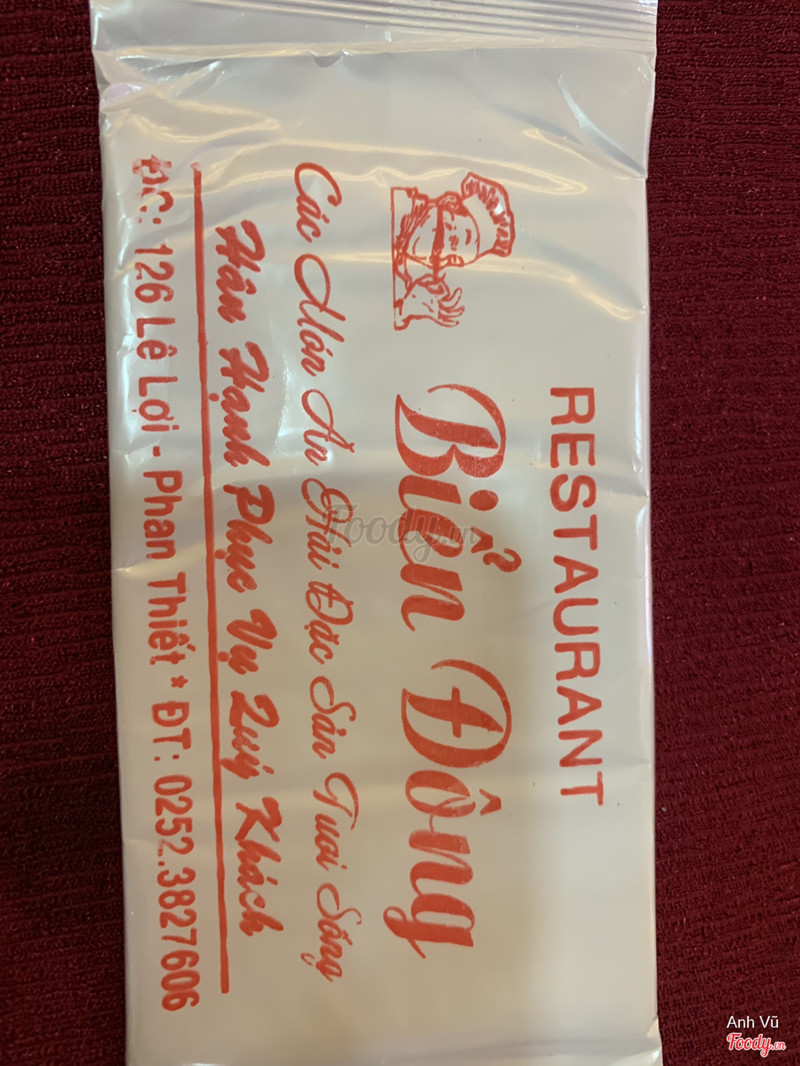 RESTAURANT
Biển Đông
Các Món Ăn Hải Đặc Sản Tươi Sống
Hân Hạnh Phục Vụ Quý Khách
ĐC: 126 Lê Lợi - Phan Thiết * ĐT: 0252.3827606
Foody.vn
Anh Vũ
Foody.vn